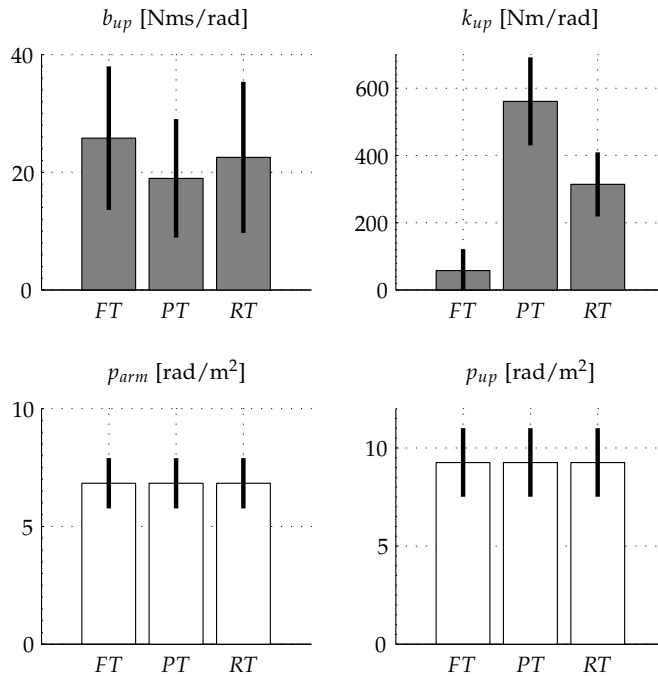 b_up [Nms/rad]
40
20
0
FT PT RT
k_up [Nm/rad]
600
400
200
0
FT PT RT
p_arm [rad/m²]
10
5
0
FT PT RT
p_up [rad/m²]
10
5
0
FT PT RT